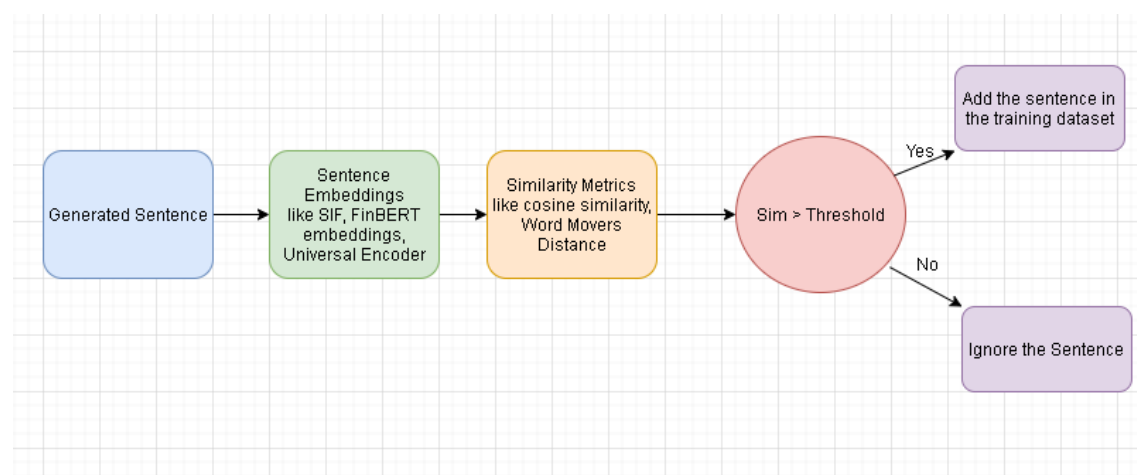 Generated Sentence
Sentence
Embeddings
like SIF, FinBERT
embeddings,
Universal Encoder
Similarity Metrics
like cosine similarity,
Word Movers
Distance
Sim > Threshold
Yes
Add the sentence in
the training dataset
No
Ignore the Sentence